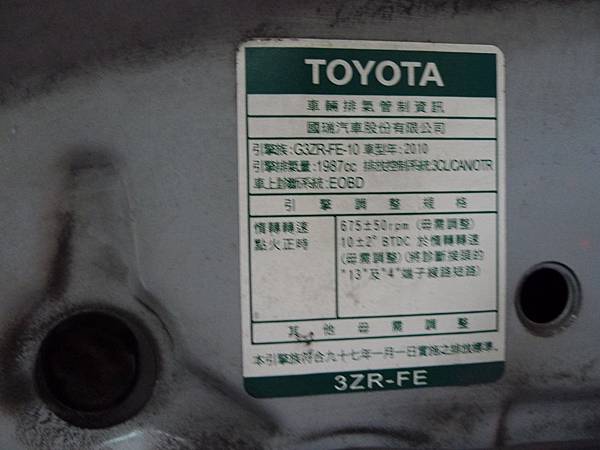 TOYOTA
車輛排氣管制資訊
國瑞汽車股份有限公司
引擎族:G3ZR-FE-10 車型年:2010
引擎排氣量:1987cc 排放控制系統:3CL/CAN/OTR
車上診斷系統:EOBD
引擎調整規格
惰轉轉速 675±50rpm (毋需調整)
點火正時 10±2° BTDC 於惰轉轉速
(毋需調整)(將診斷接頭的
"13"及"4"端子線路短路)
其他毋需調整
本引擎族符合九十七年一月一日實施之排放標準。
3ZR-FE